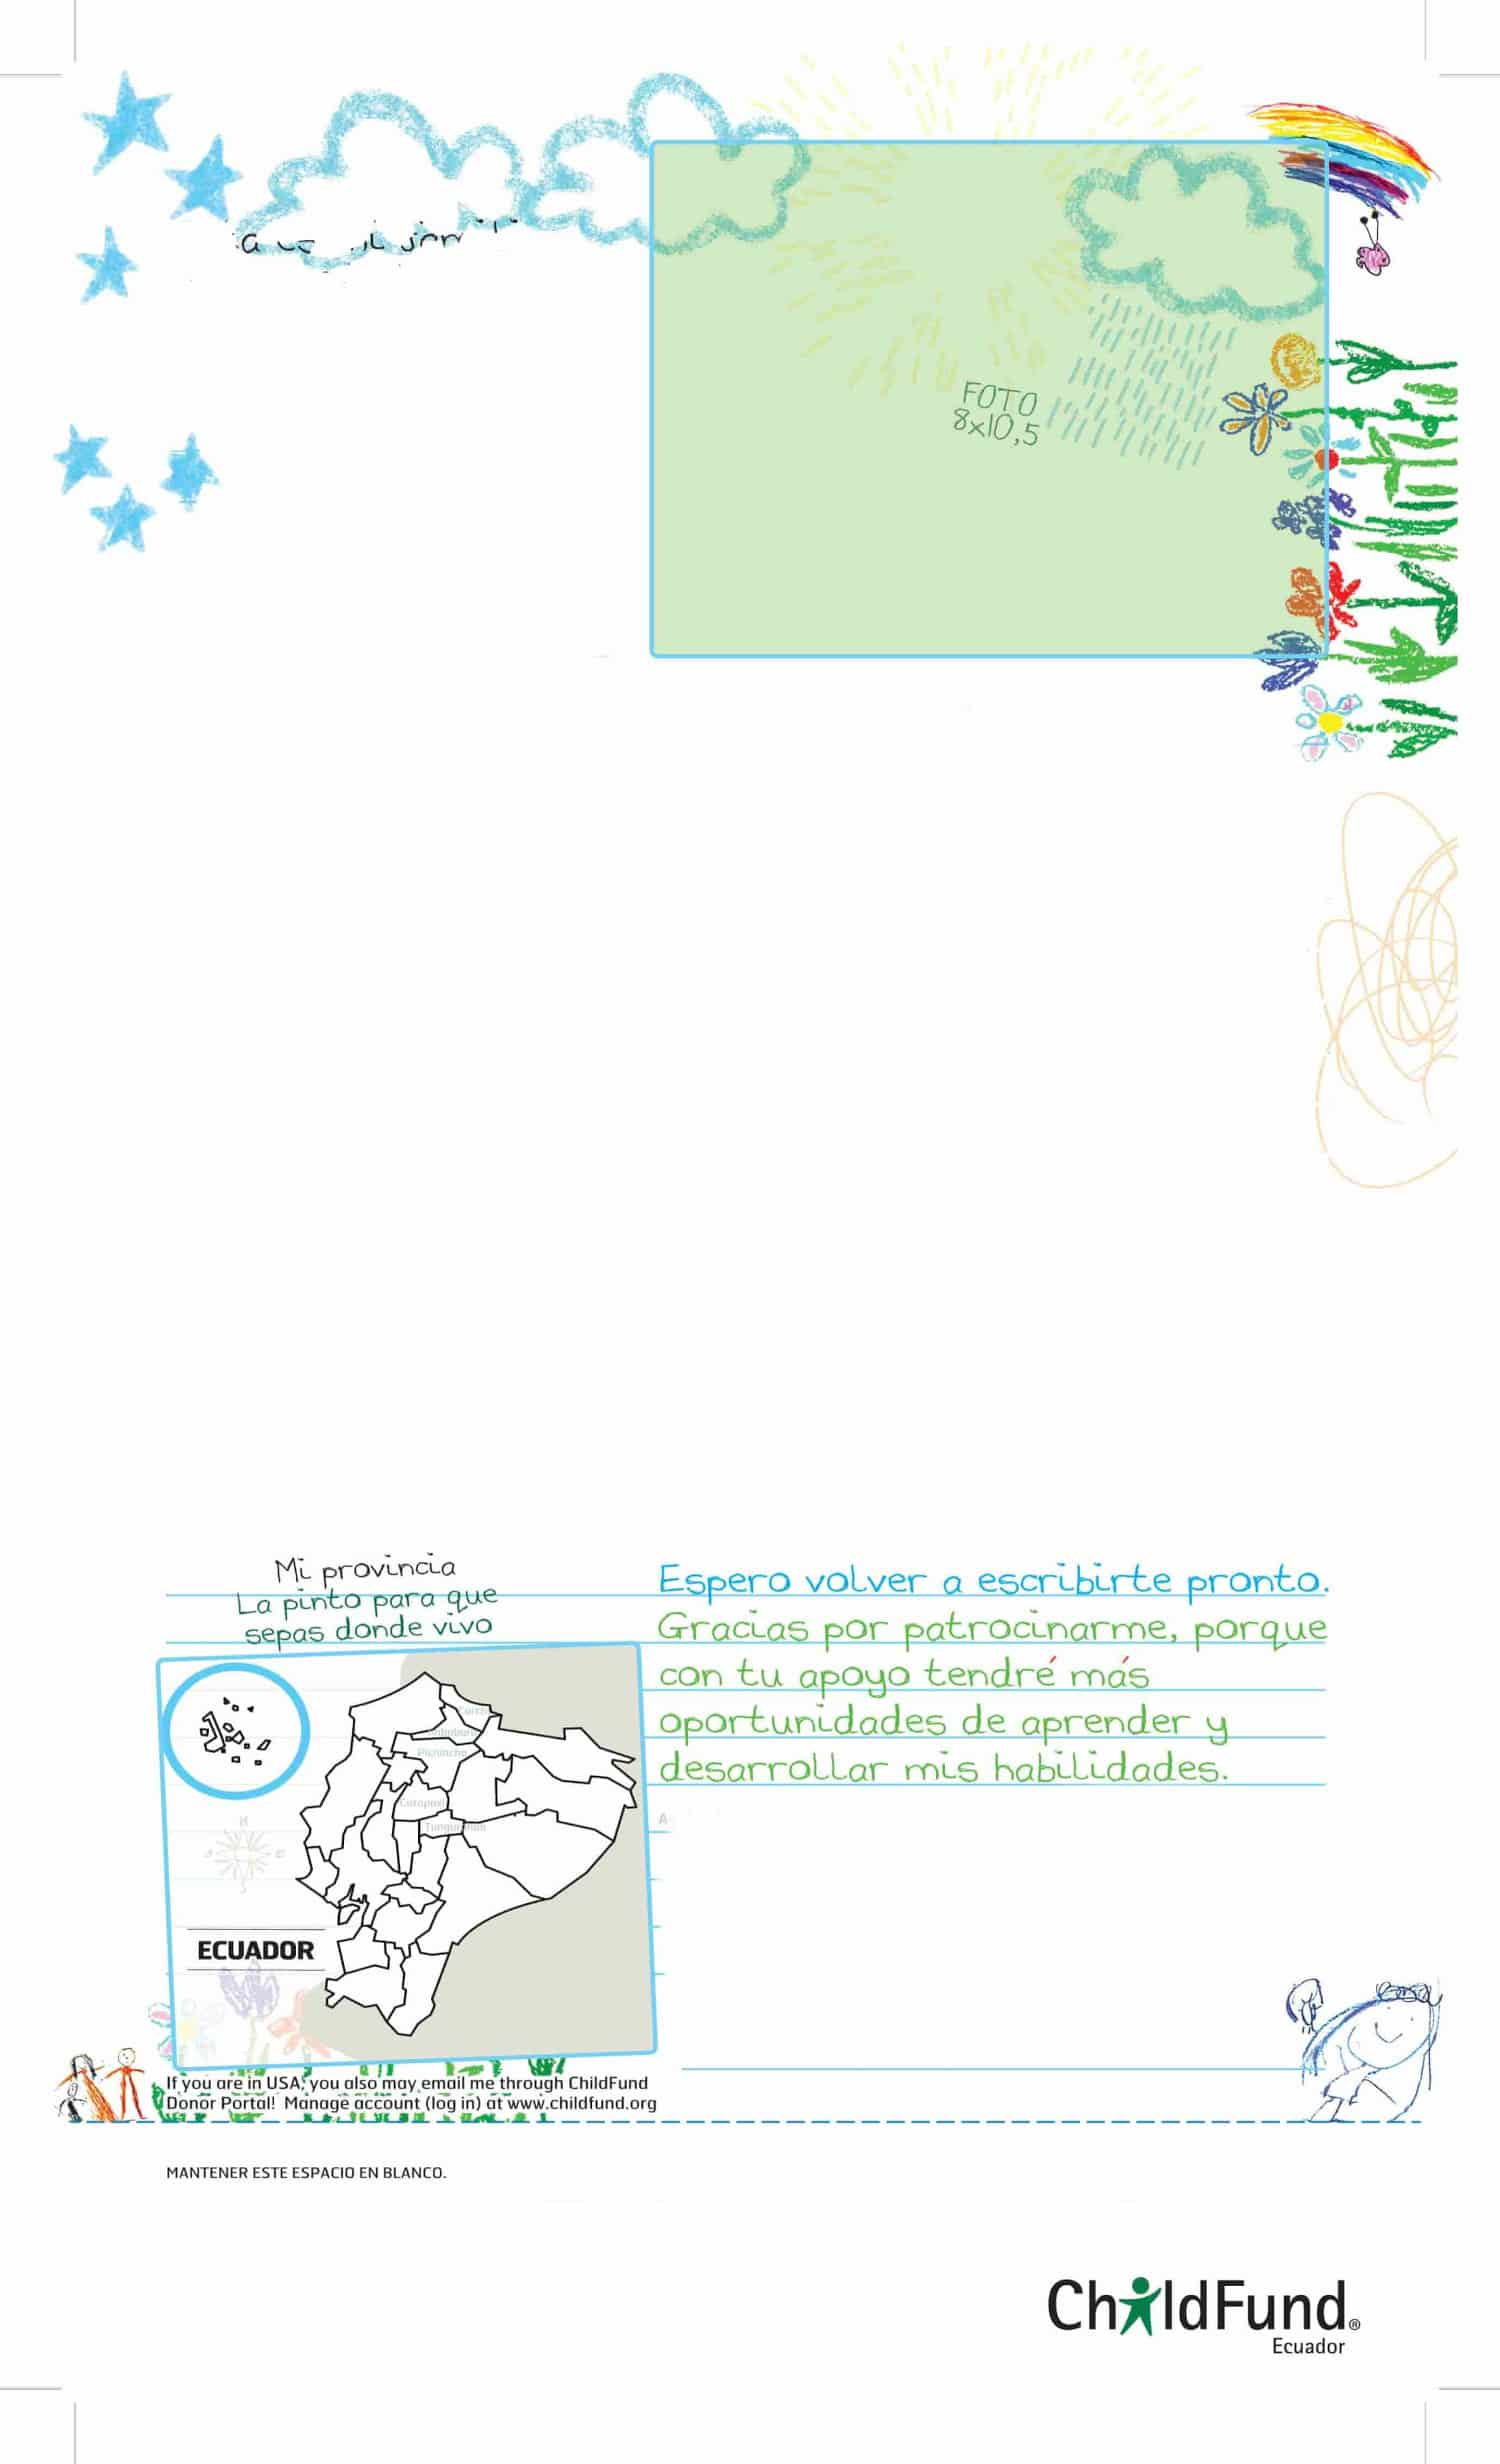 FOTO
8x10,5
Mi provincia
La pinto para que
sepas donde vivo
Espero volver a escribirte pronto.
Gracias por patrocinarme, porque
con tu apoyo tendré más
oportunidades de aprender y
desarrollar mis habilidades.
Carchi
Imbabura
Pichincha
Cotopaxi
Tungurahua
A
N
ECUADOR
If you are in USA, you also may email me through ChildFund
Donor Portal! Manage account (log in) at www.childfund.org
MANTENER ESTE ESPACIO EN BLANCO.
ChildFund®
Ecuador